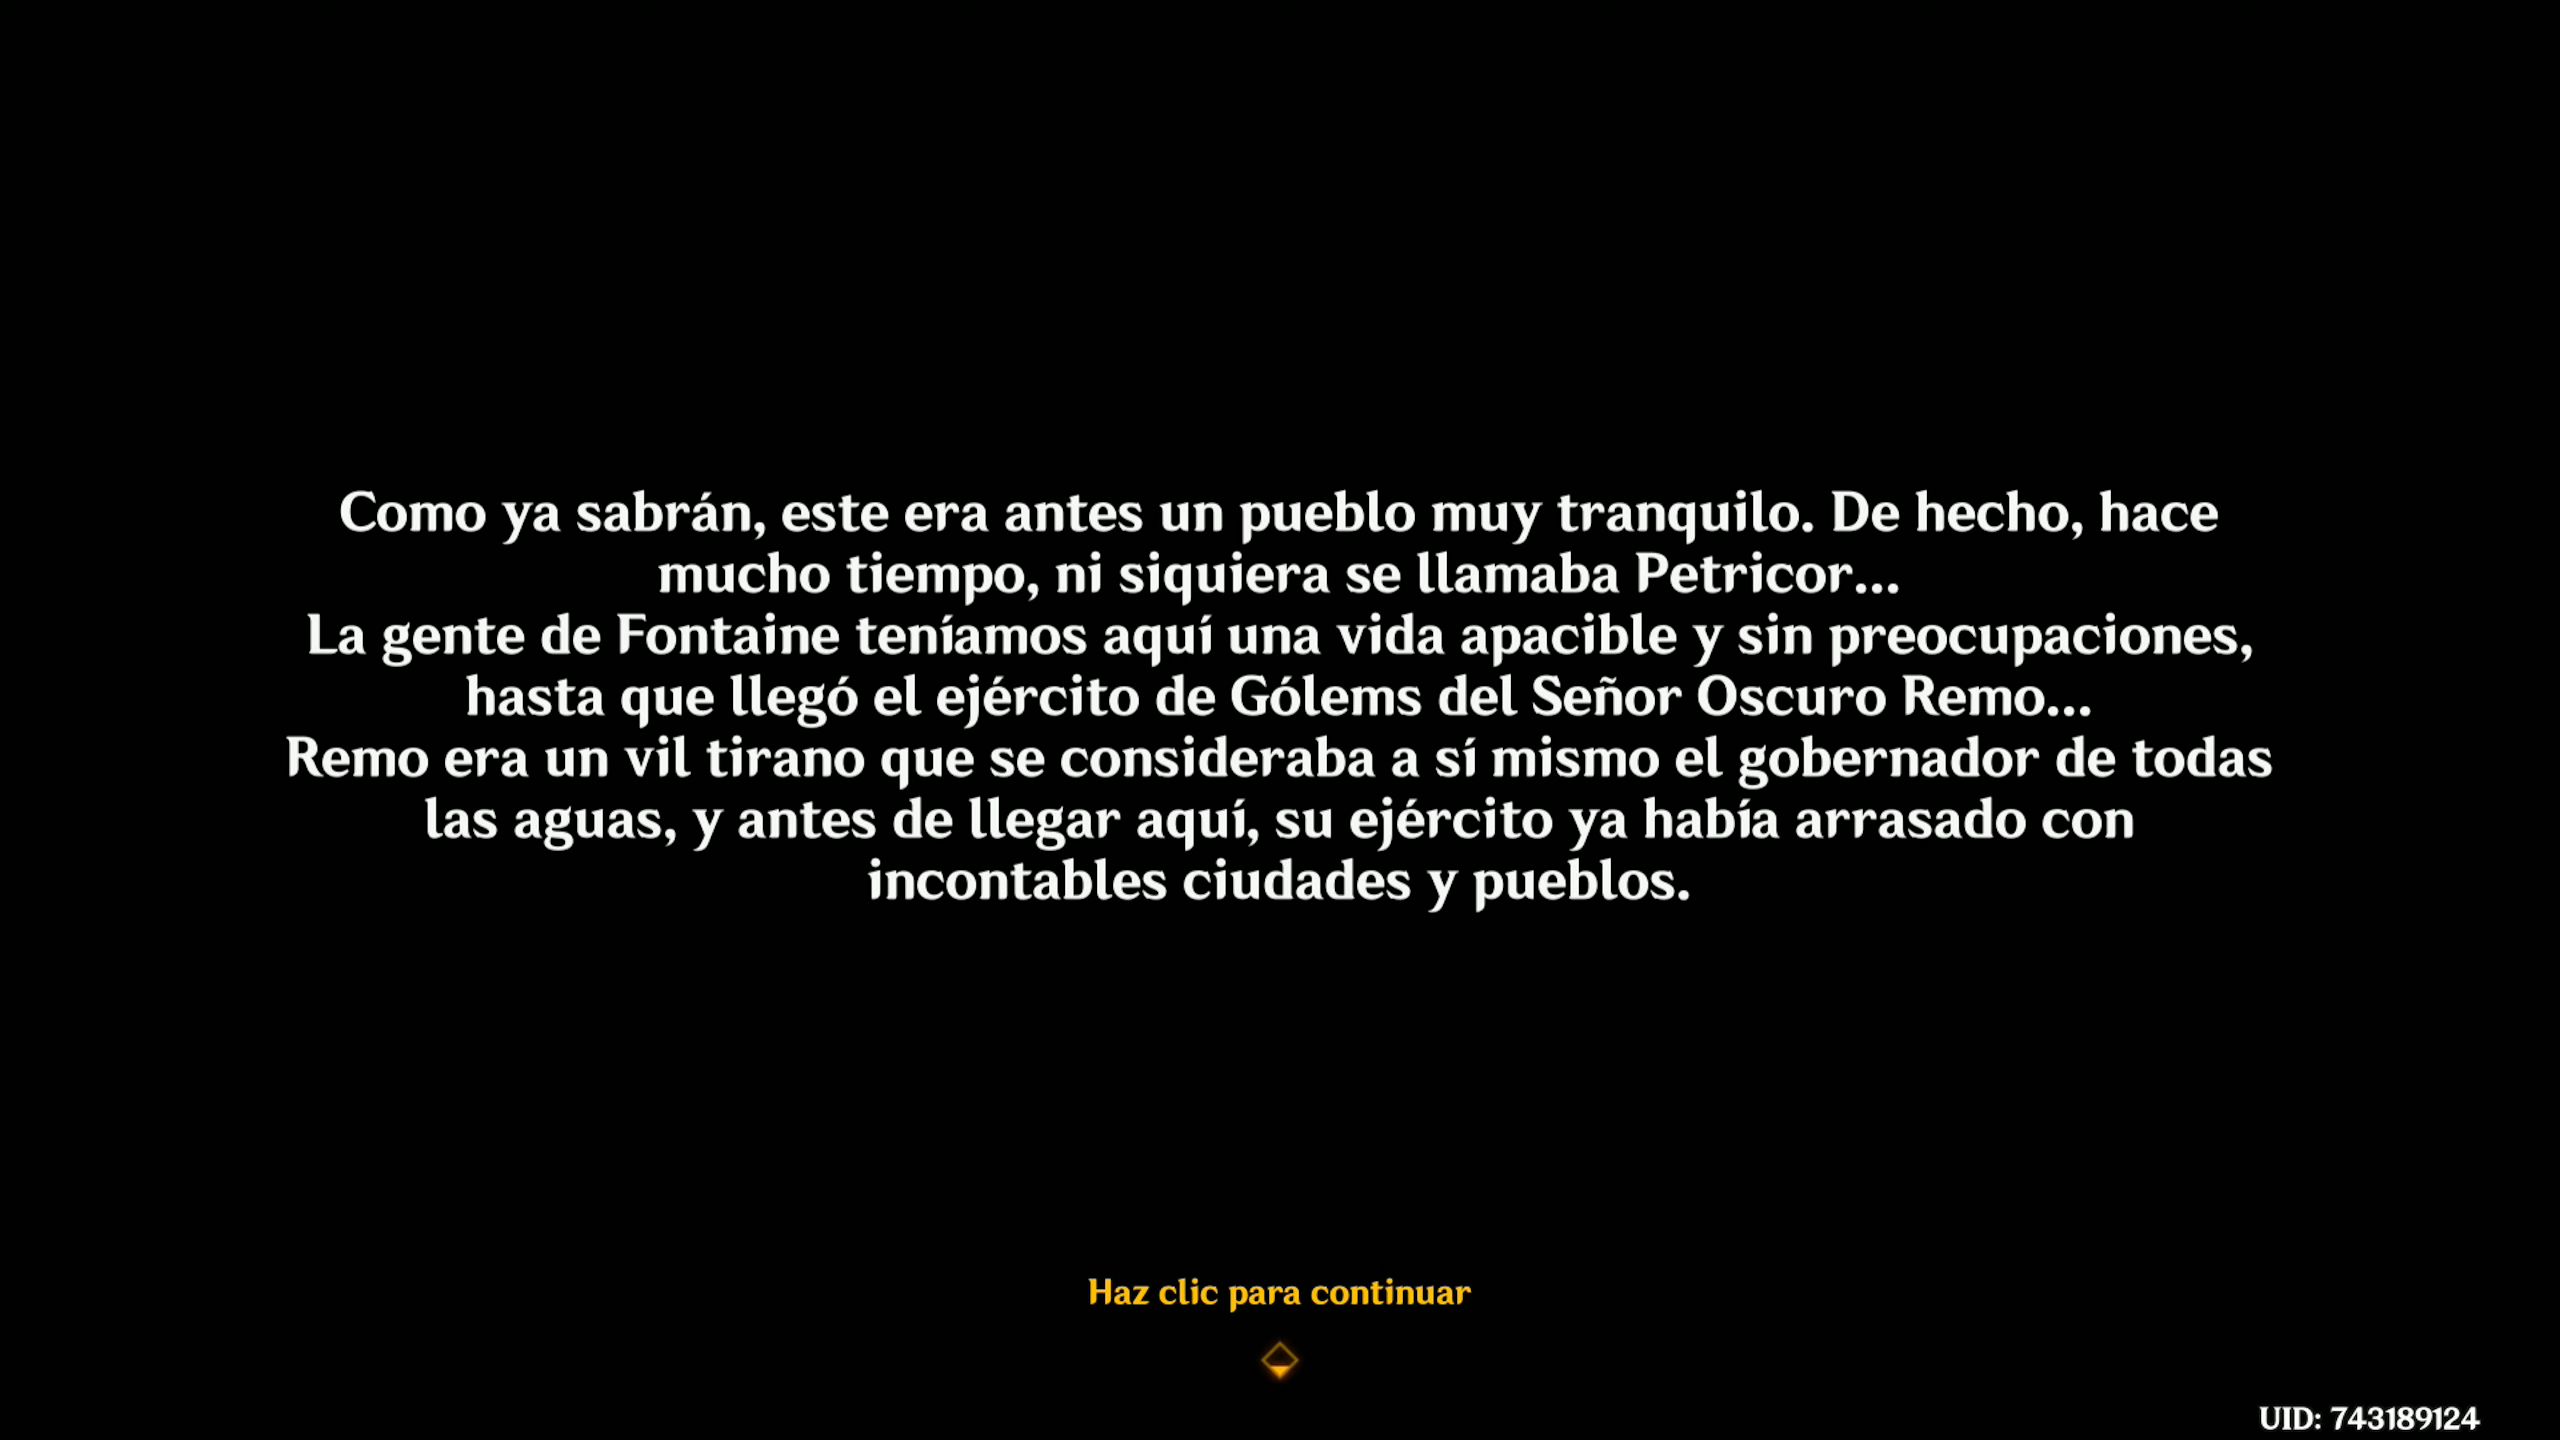 Como ya sabrán, este era antes un pueblo muy tranquilo. De hecho, hace
mucho tiempo, ni siquiera se llamaba Petricor...
La gente de Fontaine teníamos aquí una vida apacible y sin preocupaciones,
hasta que llegó el ejército de Gólems del Señor Oscuro Remo...
Remo era un vil tirano que se consideraba a sí mismo el gobernador de todas
las aguas, y antes de llegar aquí, su ejército ya había arrasado con
incontables ciudades y pueblos.
Haz clic para continuar
UID: 743189124